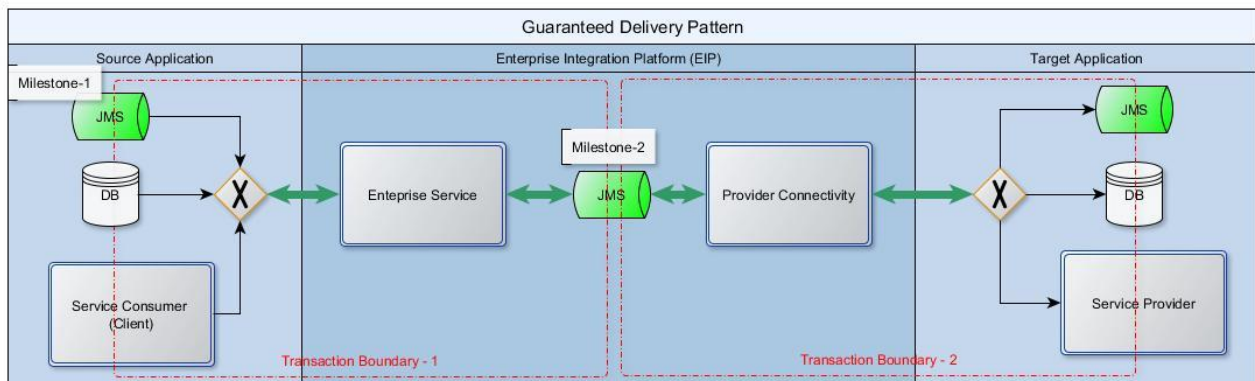 Guaranteed Delivery Pattern
Source Application
Enterprise Integration Platform (EIP)
Target Application
Milestone-1
JMS
DB
Service Consumer
(Client)
X
Enteprise Service
Milestone-2
JMS
Provider Connectivity
X
JMS
DB
Service Provider
Transaction Boundary - 1
Transaction Boundary - 2